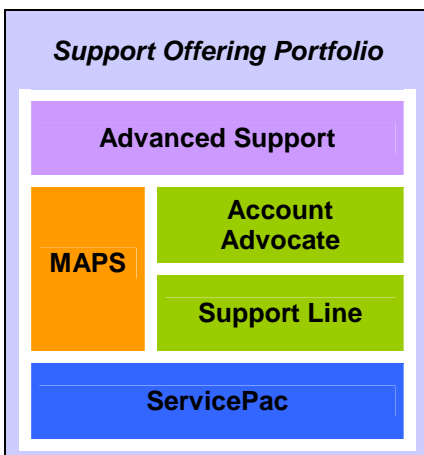 Support Offering Portfolio
Advanced Support
MAPS
Account
Advocate
Support Line
ServicePac